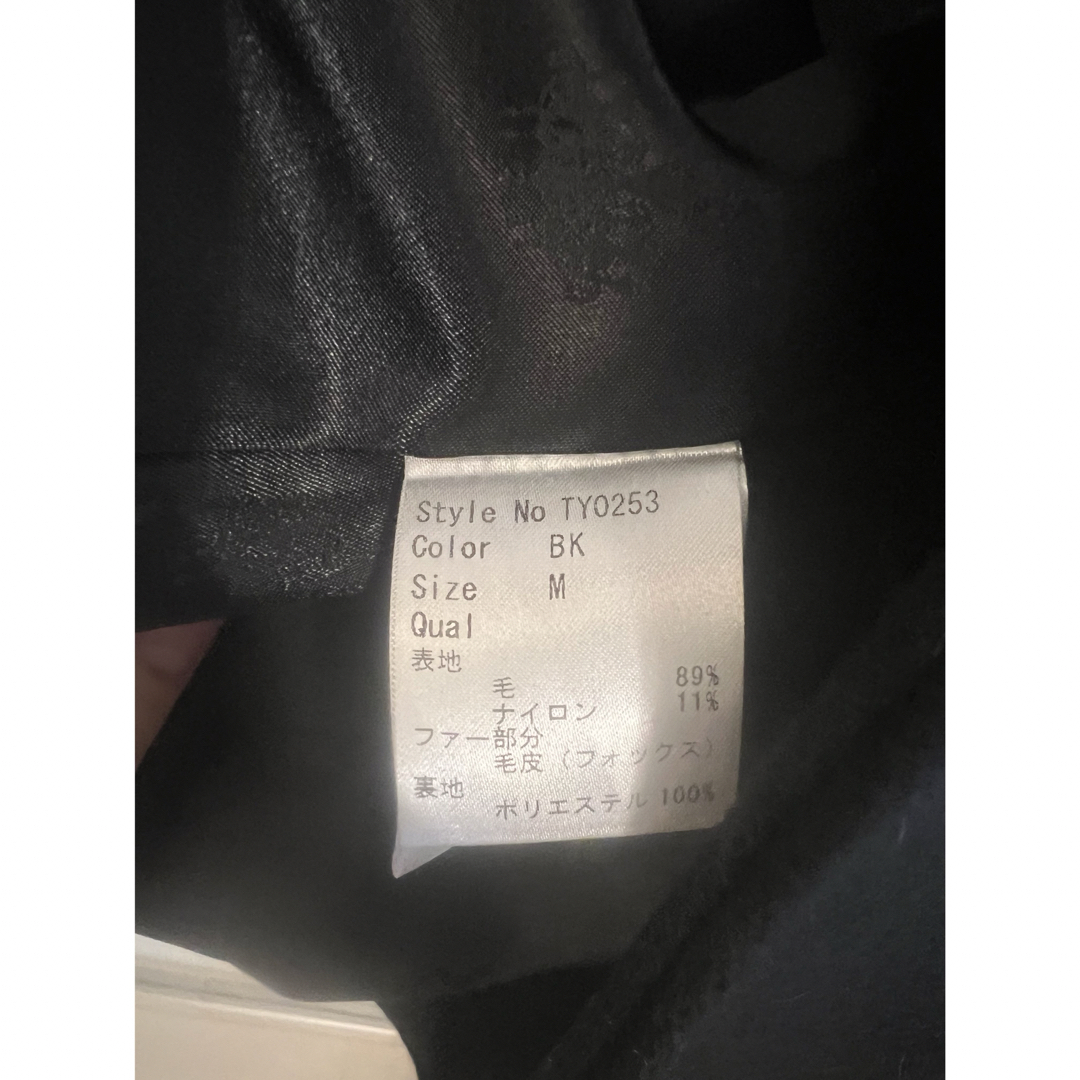 Style No TY0253
Color BK
Size M
Qual
表地
毛 89%
ナイロン 11%
ファー部分
毛皮（フォックス）
裏地
ポリエステル 100%